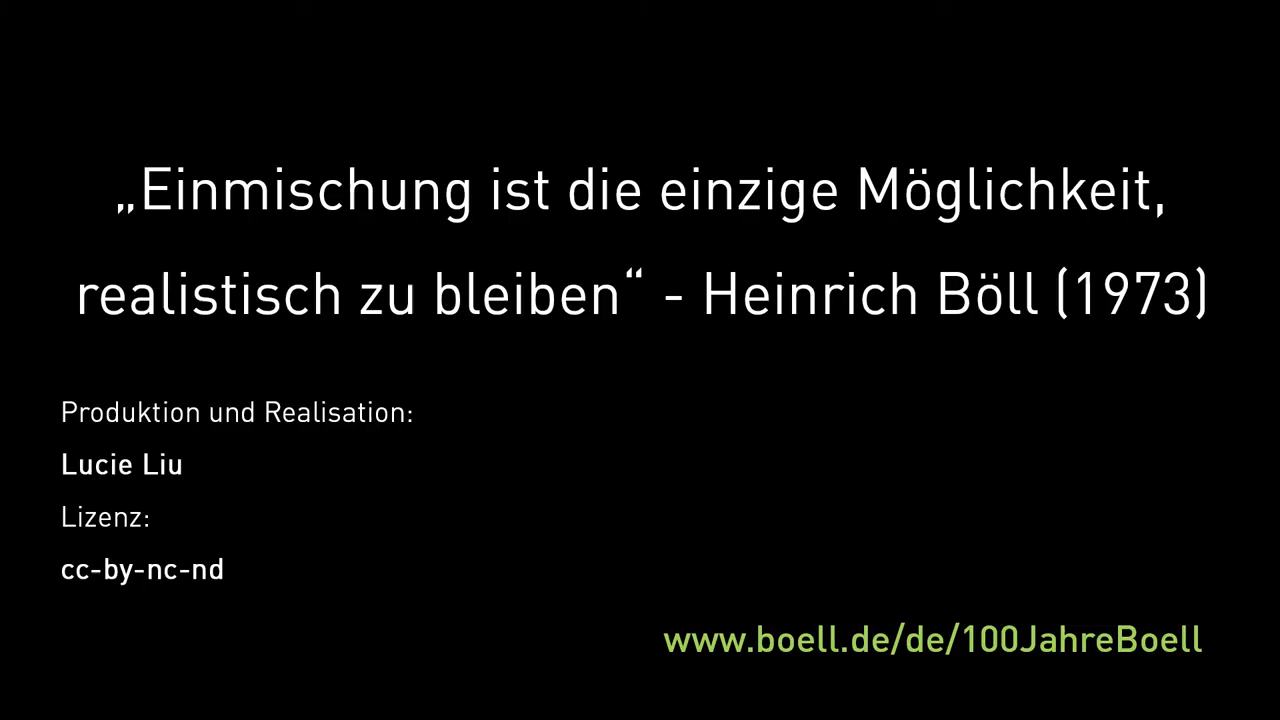 „Einmischung ist die einzige Möglichkeit,
realistisch zu bleiben“ - Heinrich Böll (1973)
Produktion und Realisation:
Lucie Liu
Lizenz:
cc-by-nc-nd
www.boell.de/de/100JahreBoell